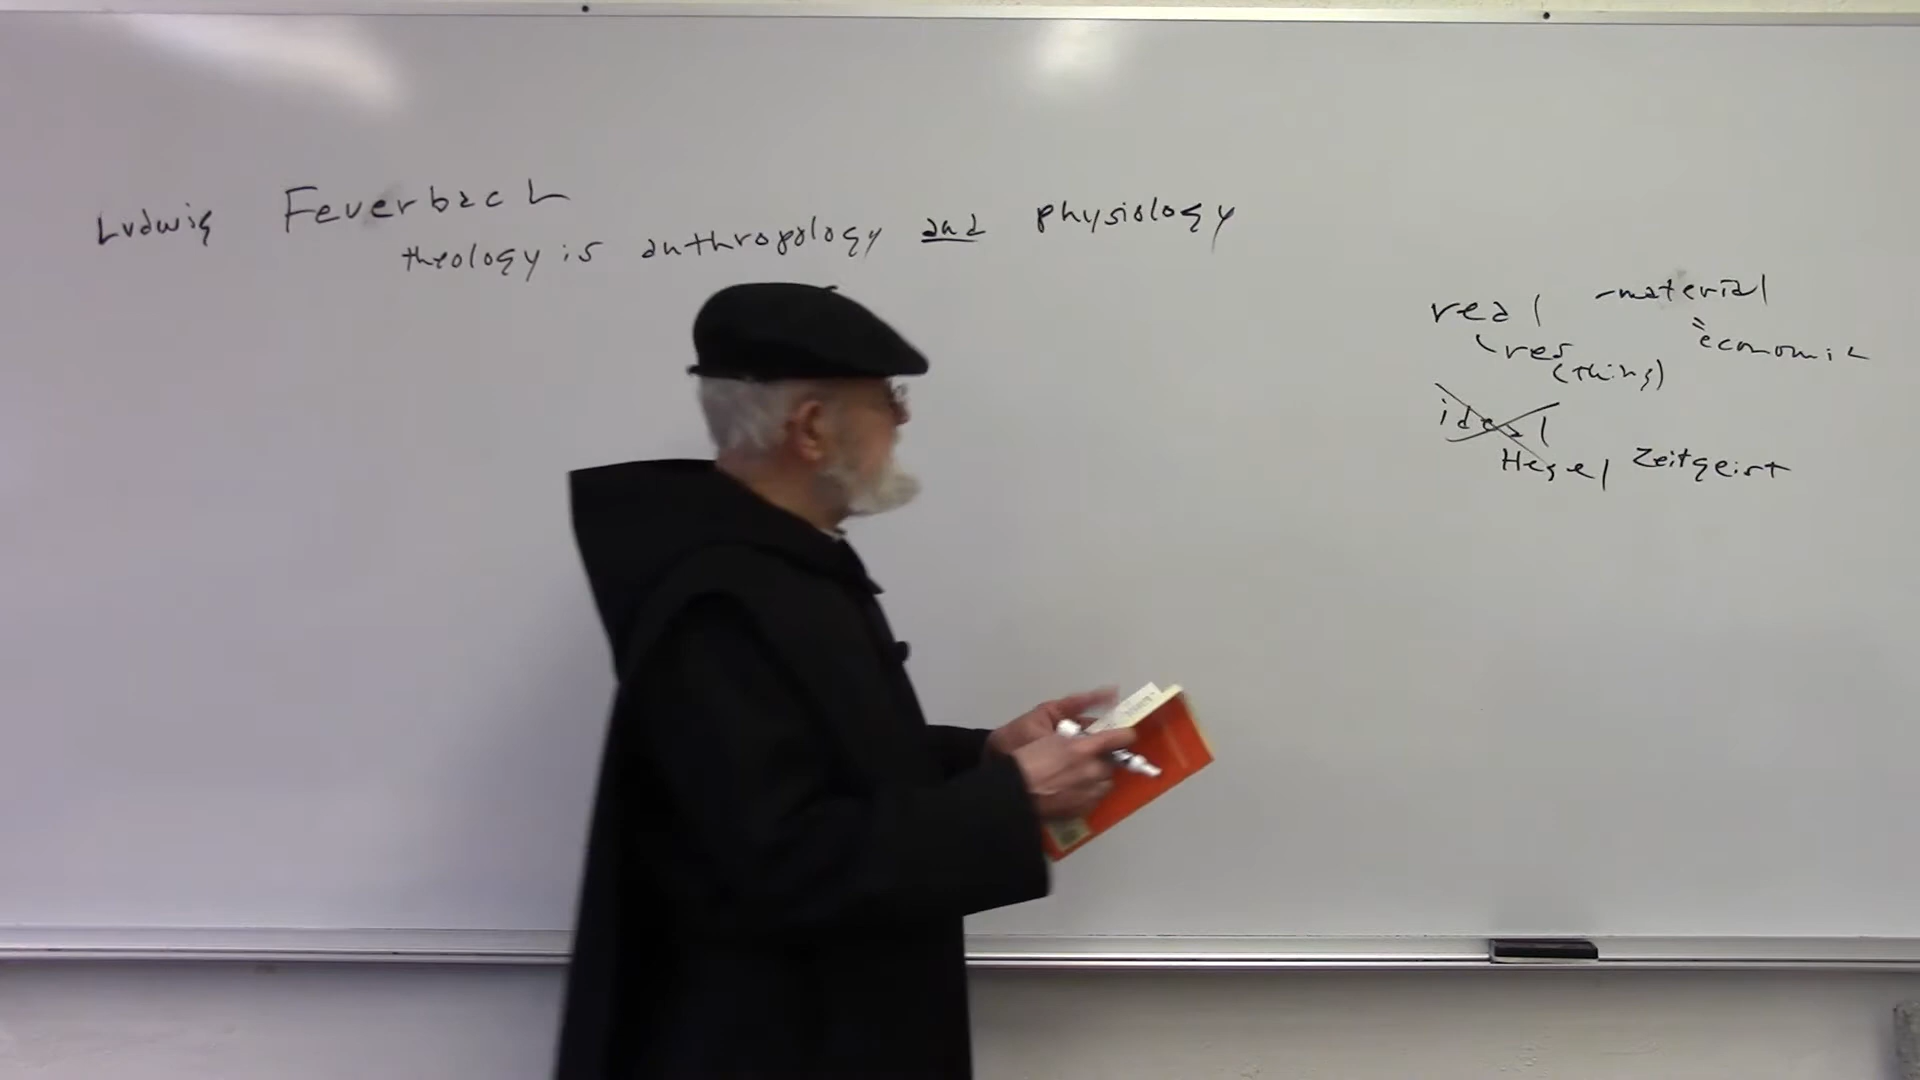 Ludwig Feuerbach
theology is anthropology and physiology
real - material
res = economic
(thing)
ideal
Hegel Zeitgeist